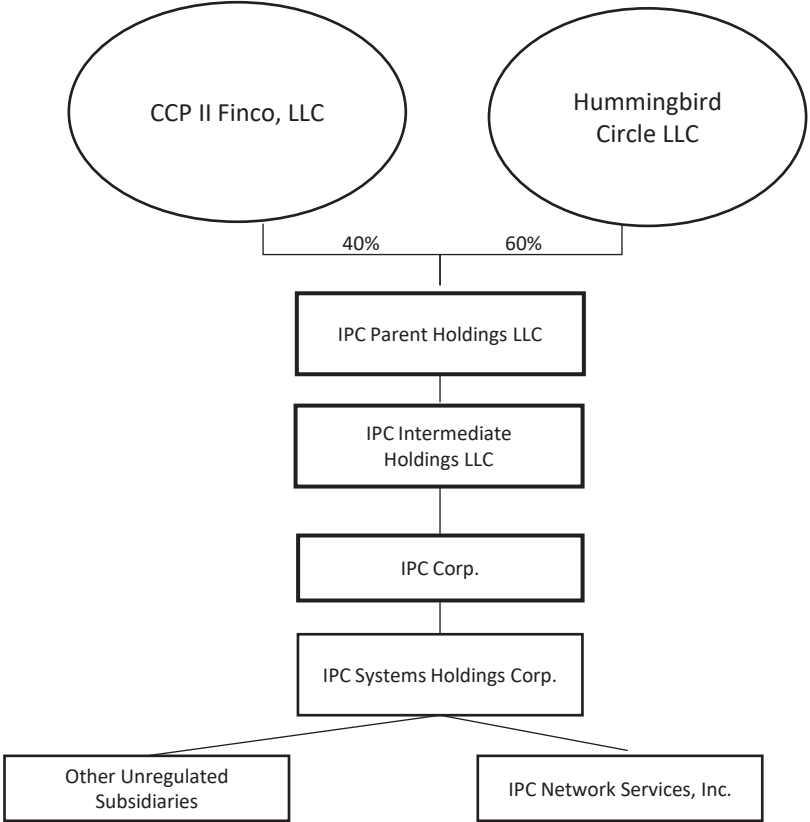 CCP II Finco, LLC
Hummingbird
Circle LLC
40%
60%
IPC Parent Holdings LLC
IPC Intermediate
Holdings LLC
IPC Corp.
IPC Systems Holdings Corp.
Other Unregulated
Subsidiaries
IPC Network Services, Inc.